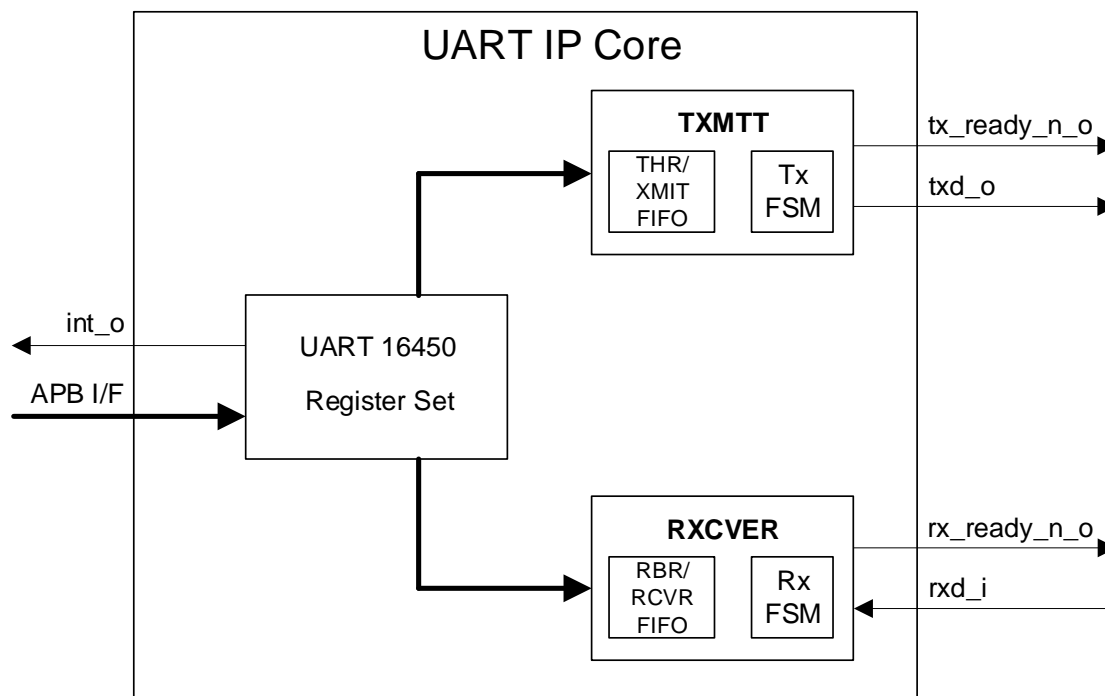 UART IP Core
TXMTT
THR/
XMIT
FIFO
Tx
FSM
tx_ready_n_o
txd_o
int_o
APB I/F
UART 16450
Register Set
RXCVER
RBR/
RCVR
FIFO
Rx
FSM
rx_ready_n_o
rxd_i